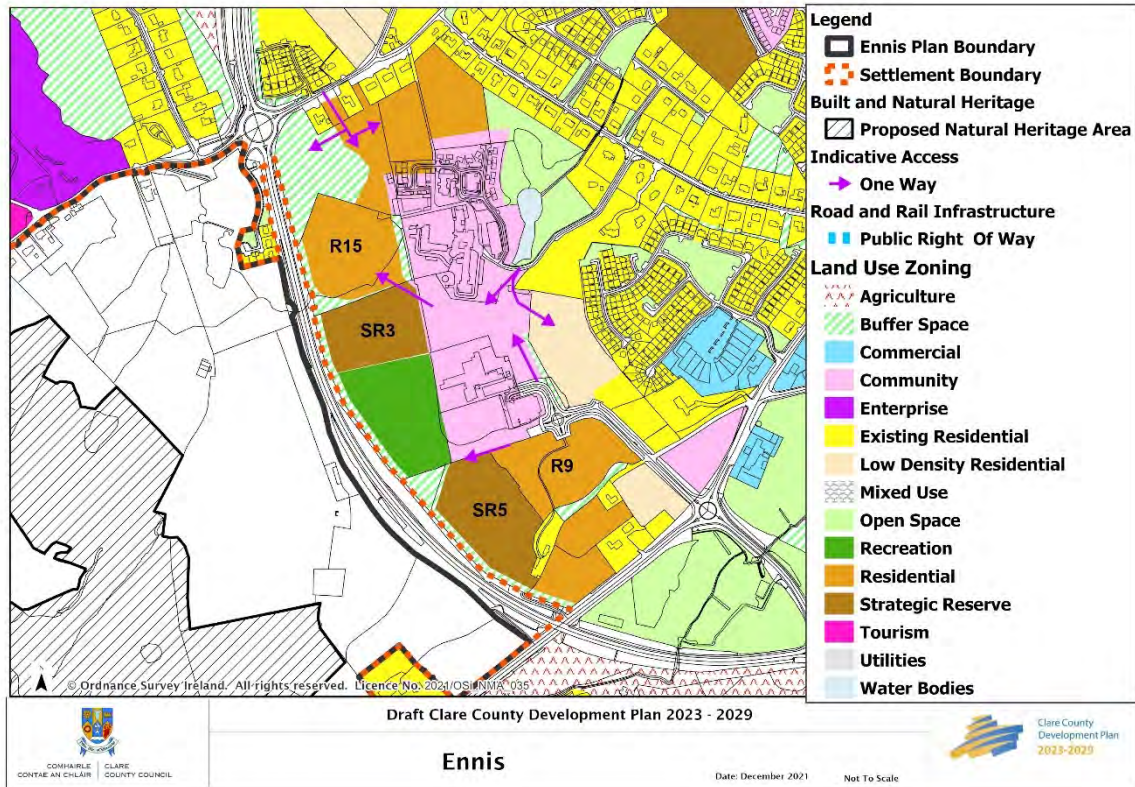 R15
SR3
R9
SR5
© Ordnance Survey Ireland. All rights reserved. Licence No. 2021/OSi_NMA_035
Legend
Ennis Plan Boundary
Settlement Boundary
Built and Natural Heritage
Proposed Natural Heritage Area
Indicative Access
One Way
Road and Rail Infrastructure
Public Right Of Way
Land Use Zoning
Agriculture
Buffer Space
Commercial
Community
Enterprise
Existing Residential
Low Density Residential
Mixed Use
Open Space
Recreation
Residential
Strategic Reserve
Tourism
Utilities
Water Bodies
COMHAIRLE
CONTAE AN CHLÁIR
CLARE
COUNTY COUNCIL
Draft Clare County Development Plan 2023 - 2029
Ennis
Date: December 2021
Not To Scale
Clare County
Development Plan
2023-2029